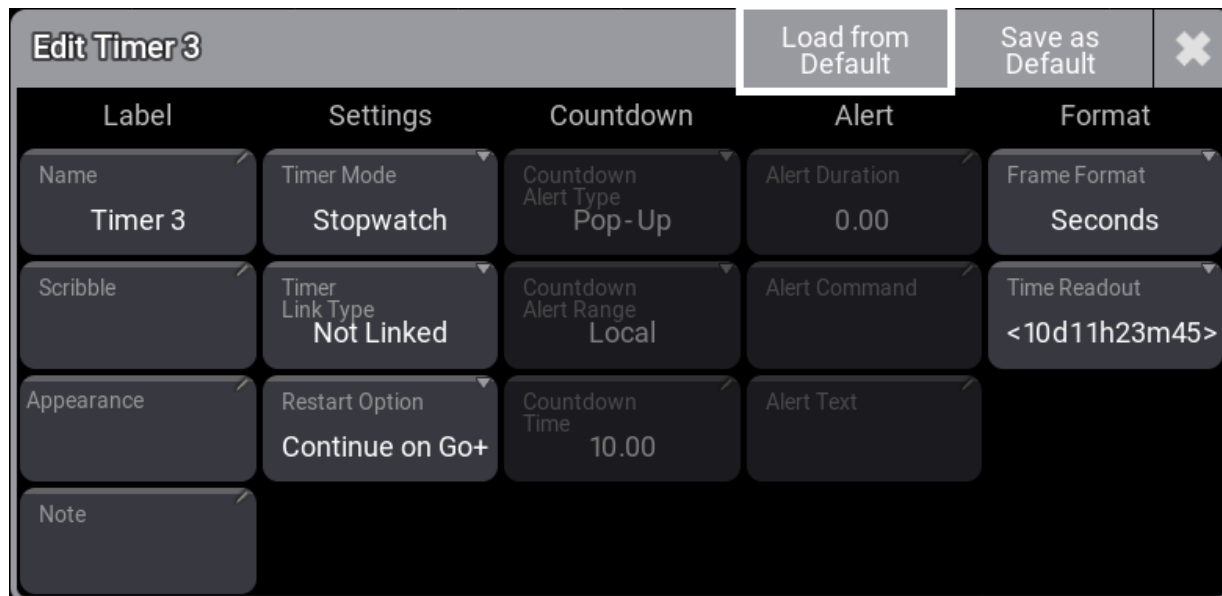 Edit Timer 3
Load from
Default
Save as
Default
Label
Settings
Countdown
Alert
Format
Name
Timer 3
Timer Mode
Stopwatch
Countdown
Alert Type
Pop-Up
Alert Duration
0.00
Frame Format
Seconds
Scribble
Timer
Link Type
Not Linked
Countdown
Alert Range
Local
Alert Command
Time Readout
<10d11h23m45>
Appearance
Restart Option
Continue on Go+
Countdown
Time
10.00
Alert Text
Note